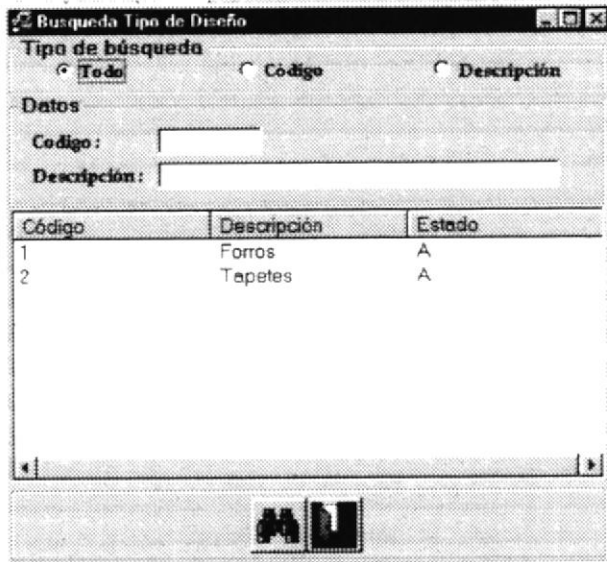 Busqueda Tipo de Diseño
Tipo de búsqueda
Todo Código Descripción
Datos
Codigo :
Descripción :
Código Descripción Estado
1 Forros A
2 Tapetes A